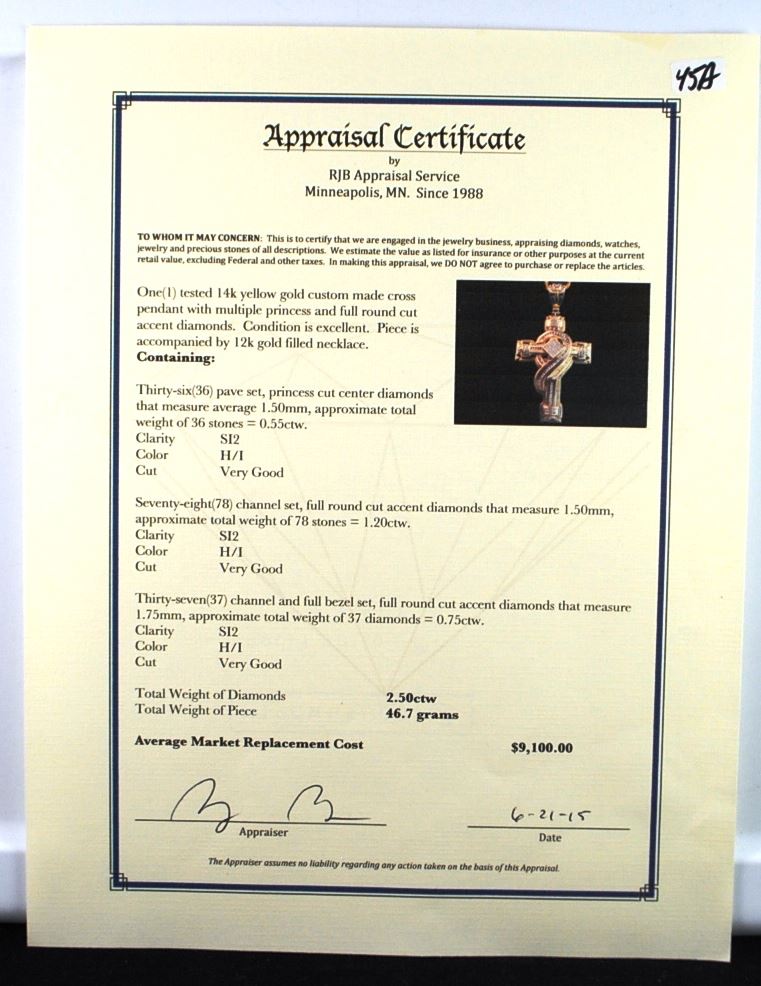 45A
Appraisal Certificate
by
RJB Appraisal Service
Minneapolis, MN. Since 1988
TO WHOM IT MAY CONCERN: This is to certify that we are engaged in the jewelry business, appraising diamonds, watches,
jewelry and precious stones of all descriptions. We estimate the value as listed for insurance or other purposes at the current
retail value, excluding Federal and other taxes. In making this appraisal, we DO NOT agree to purchase or replace the articles.
One(1) tested 14k yellow gold custom made cross
pendant with multiple princess and full round cut
accent diamonds. Condition is excellent. Piece is
accompanied by 12k gold filled necklace.
Containing:
Thirty-six(36) pave set, princess cut center diamonds
that measure average 1.50mm, approximate total
weight of 36 stones = 0.55ctw.
Clarity SI2
Color H/I
Cut Very Good
Seventy-eight(78) channel set, full round cut accent diamonds that measure 1.50mm,
approximate total weight of 78 stones = 1.20ctw.
Clarity SI2
Color H/I
Cut Very Good
Thirty-seven(37) channel and full bezel set, full round cut accent diamonds that measure
1.75mm, approximate total weight of 37 diamonds = 0.75ctw.
Clarity SI2
Color H/I
Cut Very Good
Total Weight of Diamonds 2.50ctw
Total Weight of Piece 46.7 grams
Average Market Replacement Cost $9,100.00
6-21-15
Appraiser Date
The Appraiser assumes no liability regarding any action taken on the basis of this Appraisal.